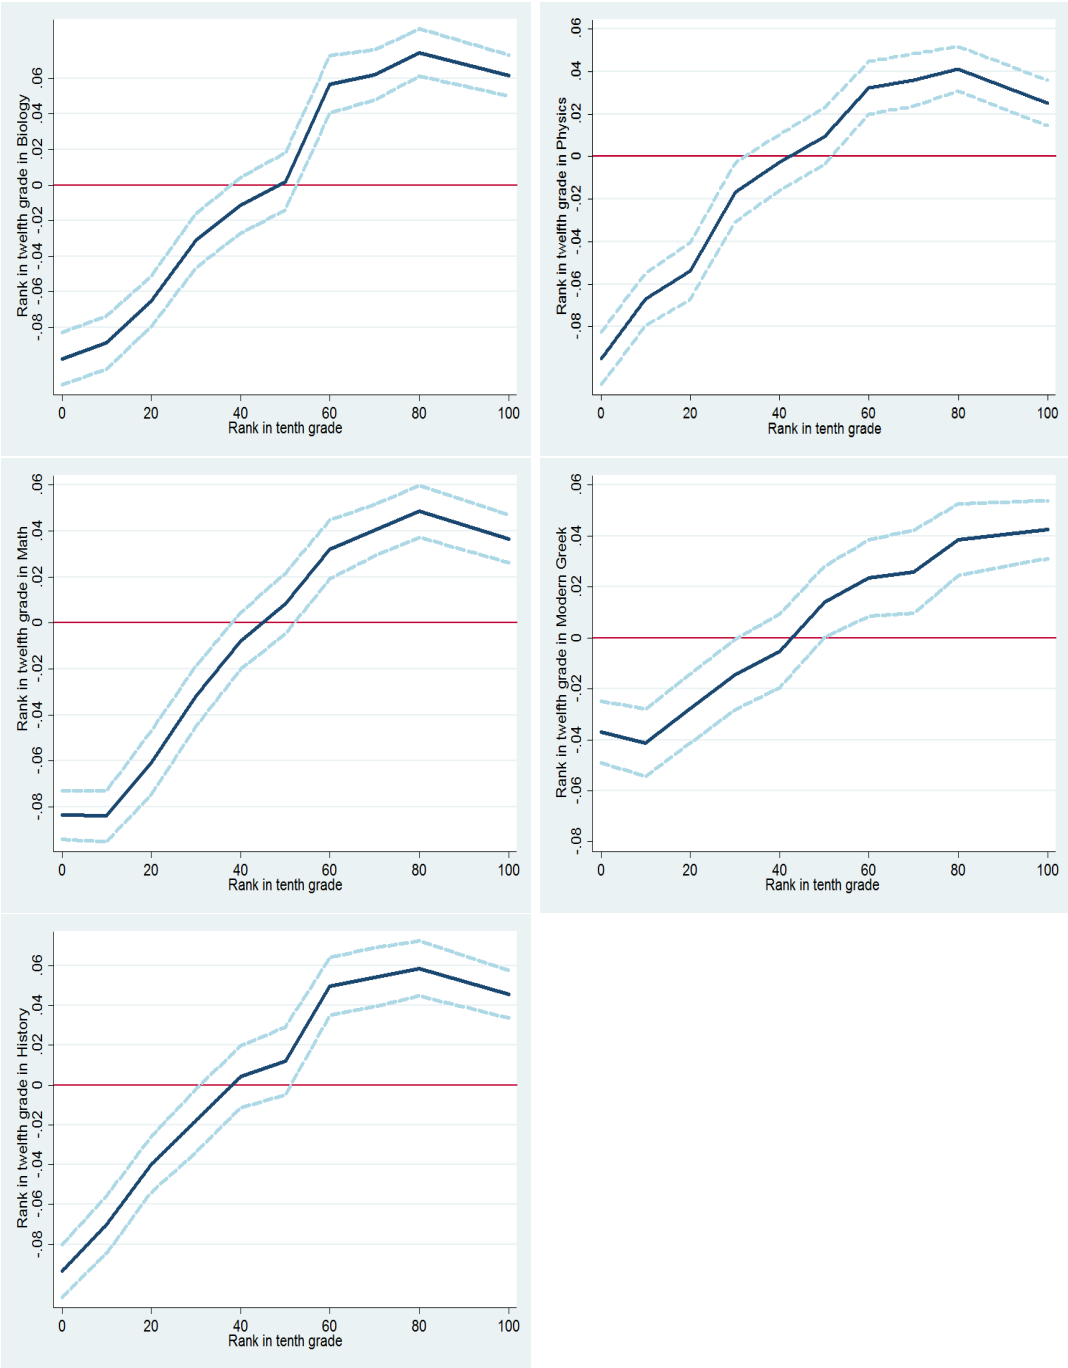 Rank in twelfth grade in Biology
.06
.04
.02
0
-.02
-.04
-.06
-.08
0 20 40 60 80 100
Rank in tenth grade
Rank in twelfth grade in Physics
.06
.04
.02
0
-.02
-.04
-.06
-.08
0 20 40 60 80 100
Rank in tenth grade
Rank in twelfth grade in Math
.06
.04
.02
0
-.02
-.04
-.06
-.08
0 20 40 60 80 100
Rank in tenth grade
Rank in twelfth grade in Modern Greek
.06
.04
.02
0
-.02
-.04
-.06
-.08
0 20 40 60 80 100
Rank in tenth grade
Rank in twelfth grade in History
.06
.04
.02
0
-.02
-.04
-.06
-.08
0 20 40 60 80 100
Rank in tenth grade